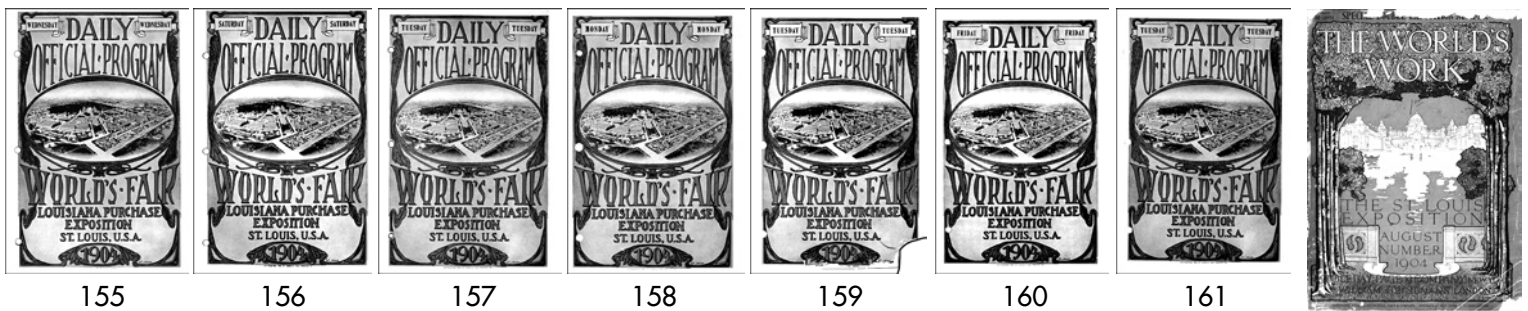 WEDNESDAY DAILY WEDNESDAY
OFFICIAL·PROGRAM
WORLD'S·FAIR
LOUISIANA PURCHASE
EXPOSITION
ST. LOUIS, U.S.A.
1904
155
SATURDAY DAILY SATURDAY
OFFICIAL·PROGRAM
WORLD'S·FAIR
LOUISIANA PURCHASE
EXPOSITION
ST. LOUIS, U.S.A.
1904
156
TUESDAY DAILY TUESDAY
OFFICIAL·PROGRAM
WORLD'S·FAIR
LOUISIANA PURCHASE
EXPOSITION
ST. LOUIS, U.S.A.
1904
157
MONDAY DAILY MONDAY
OFFICIAL·PROGRAM
WORLD'S·FAIR
LOUISIANA PURCHASE
EXPOSITION
ST. LOUIS, U.S.A.
1904
158
TUESDAY DAILY TUESDAY
OFFICIAL·PROGRAM
WORLD'S·FAIR
LOUISIANA PURCHASE
EXPOSITION
ST. LOUIS, U.S.A.
1904
159
FRIDAY DAILY FRIDAY
OFFICIAL·PROGRAM
WORLD'S·FAIR
LOUISIANA PURCHASE
EXPOSITION
ST. LOUIS, U.S.A.
1904
160
TUESDAY DAILY TUESDAY
OFFICIAL·PROGRAM
WORLD'S·FAIR
LOUISIANA PURCHASE
EXPOSITION
ST. LOUIS, U.S.A.
1904
161
THE WORLD'S
WORK
THE ST. LOUIS
EXPOSITION
AUGUST
NUMBER
1904